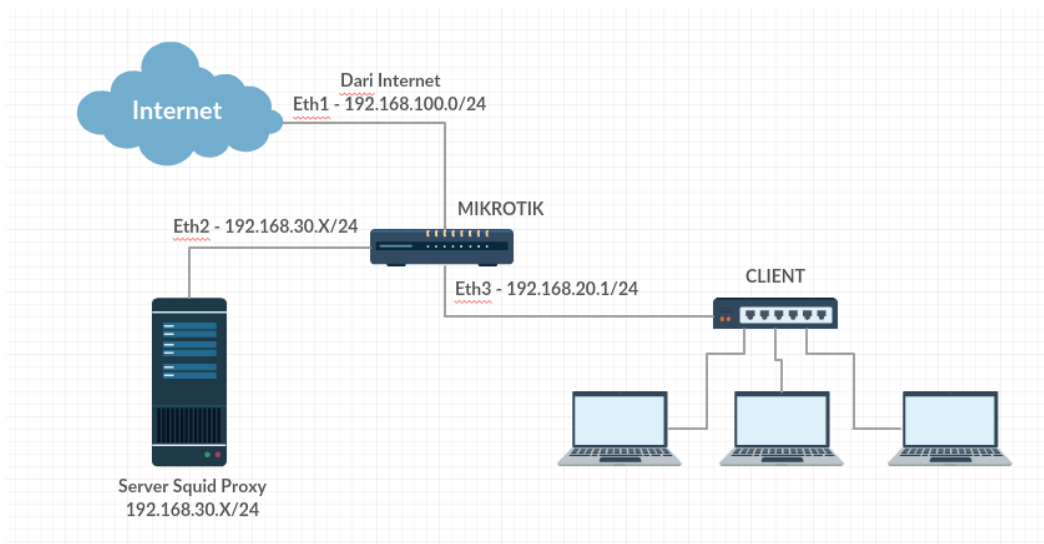 Dari Internet
Eth1 - 192.168.100.0/24
Internet
MIKROTIK
Eth2 - 192.168.30.X/24
CLIENT
Eth3 - 192.168.20.1/24
Server Squid Proxy
192.168.30.X/24